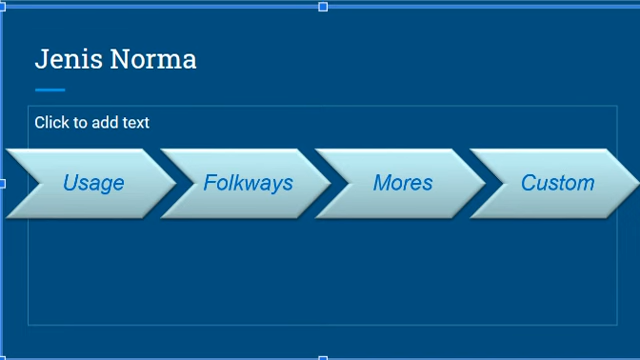 Jenis Norma
Click to add text
Usage Folkways Mores Custom